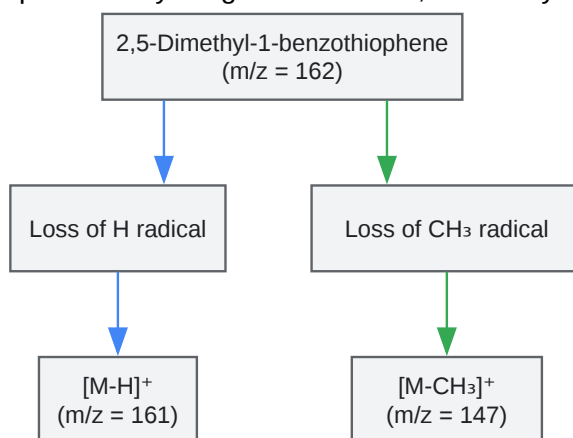 2,5-Dimethyl-1-benzothiophene
(m/z = 162)
Loss of H radical
Loss of CH₃ radical
[M-H]⁺
(m/z = 161)
[M-CH₃]⁺
(m/z = 147)